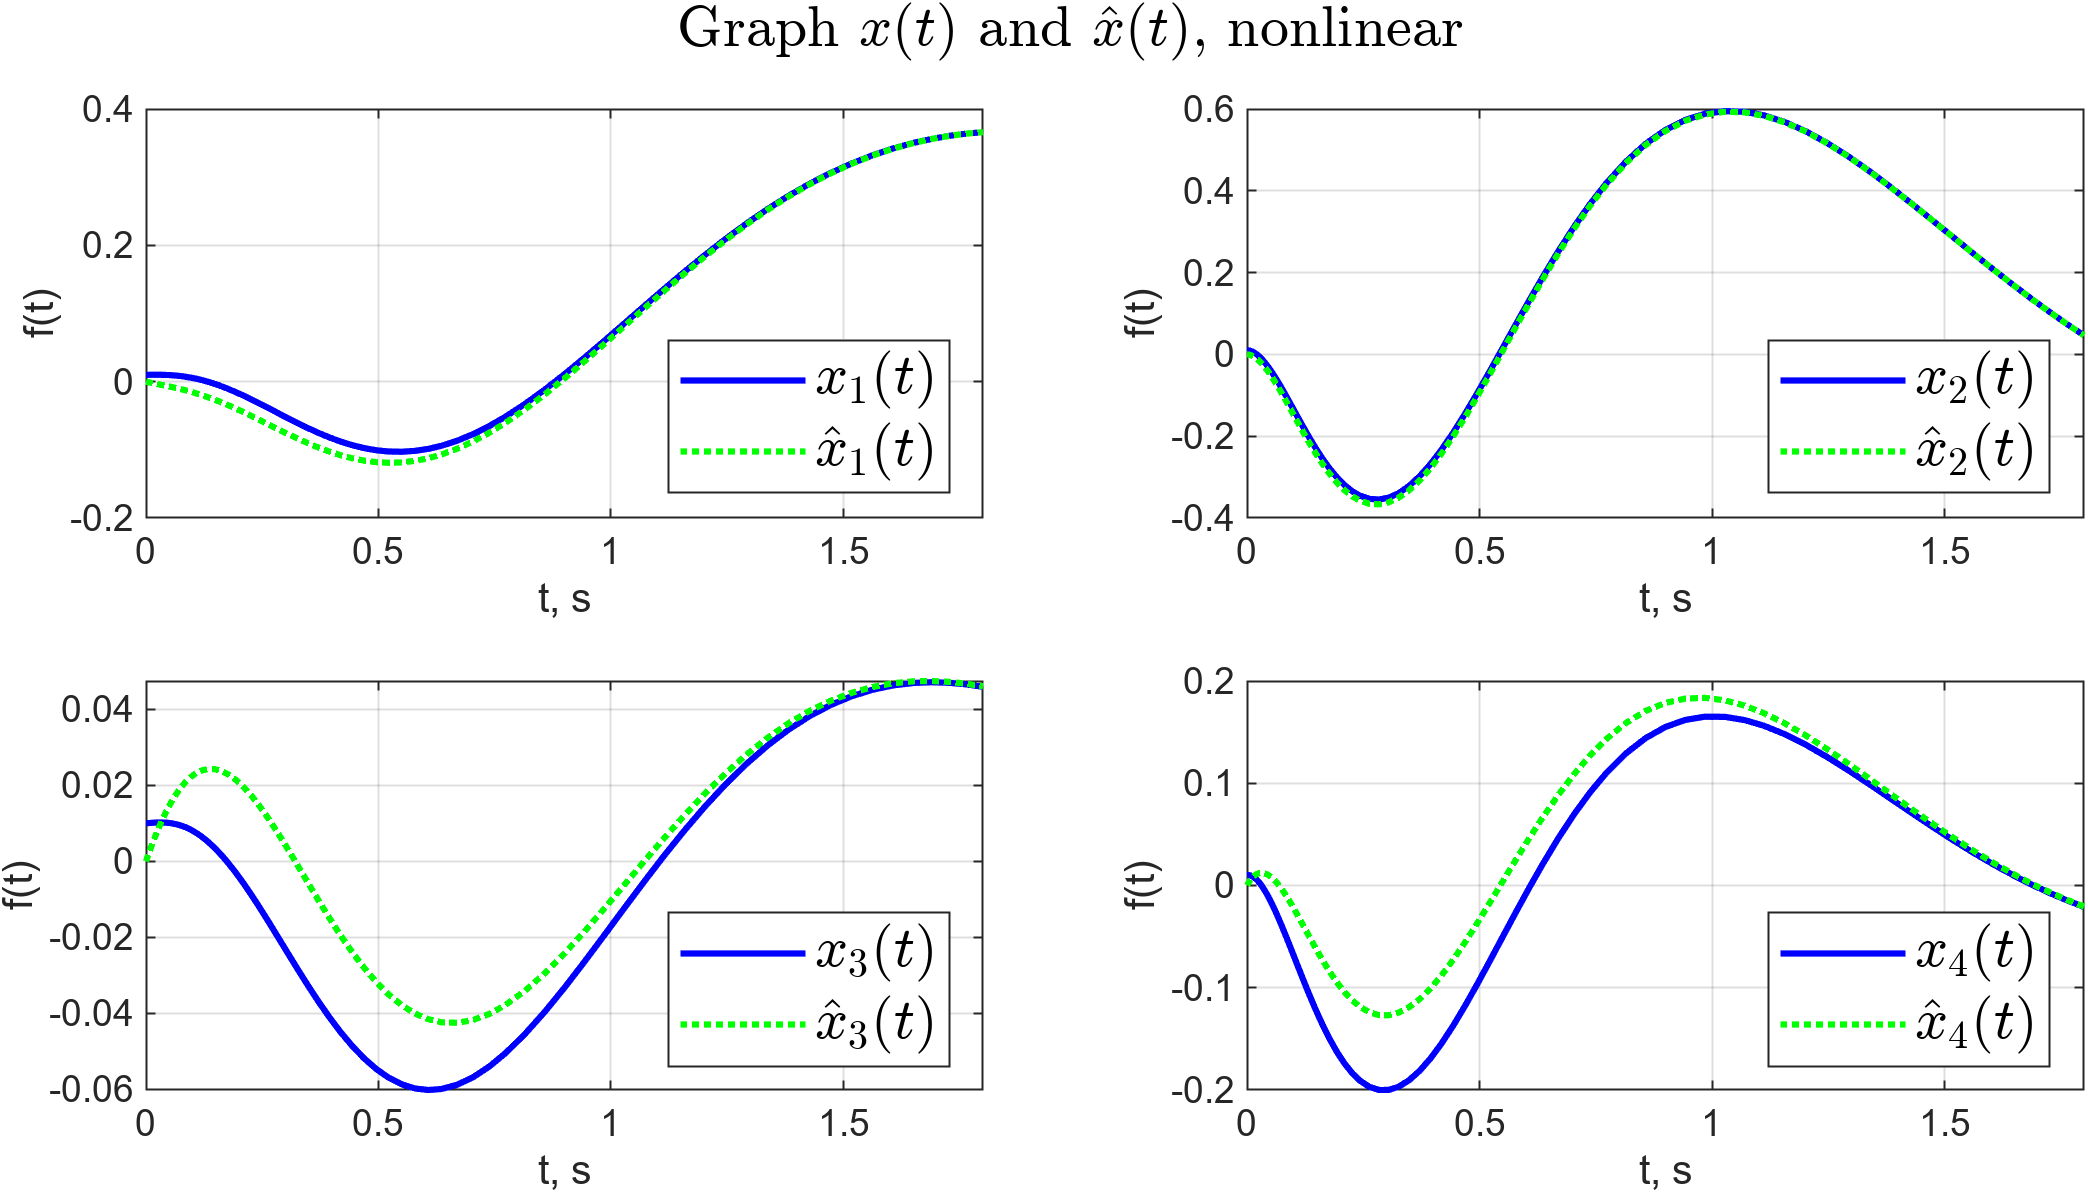 Graph x(t) and x̂(t), nonlinear
0.4
0.2
0
-0.2
f(t)
0
0.5
1
1.5
t, s
x₁(t)
x̂₁(t)
0.6
0.4
0.2
0
-0.2
-0.4
f(t)
0
0.5
1
1.5
t, s
x₂(t)
x̂₂(t)
0.04
0.02
0
-0.02
-0.04
-0.06
f(t)
0
0.5
1
1.5
t, s
x₃(t)
x̂₃(t)
0.2
0.1
0
-0.1
-0.2
f(t)
0
0.5
1
1.5
t, s
x₄(t)
x̂₄(t)